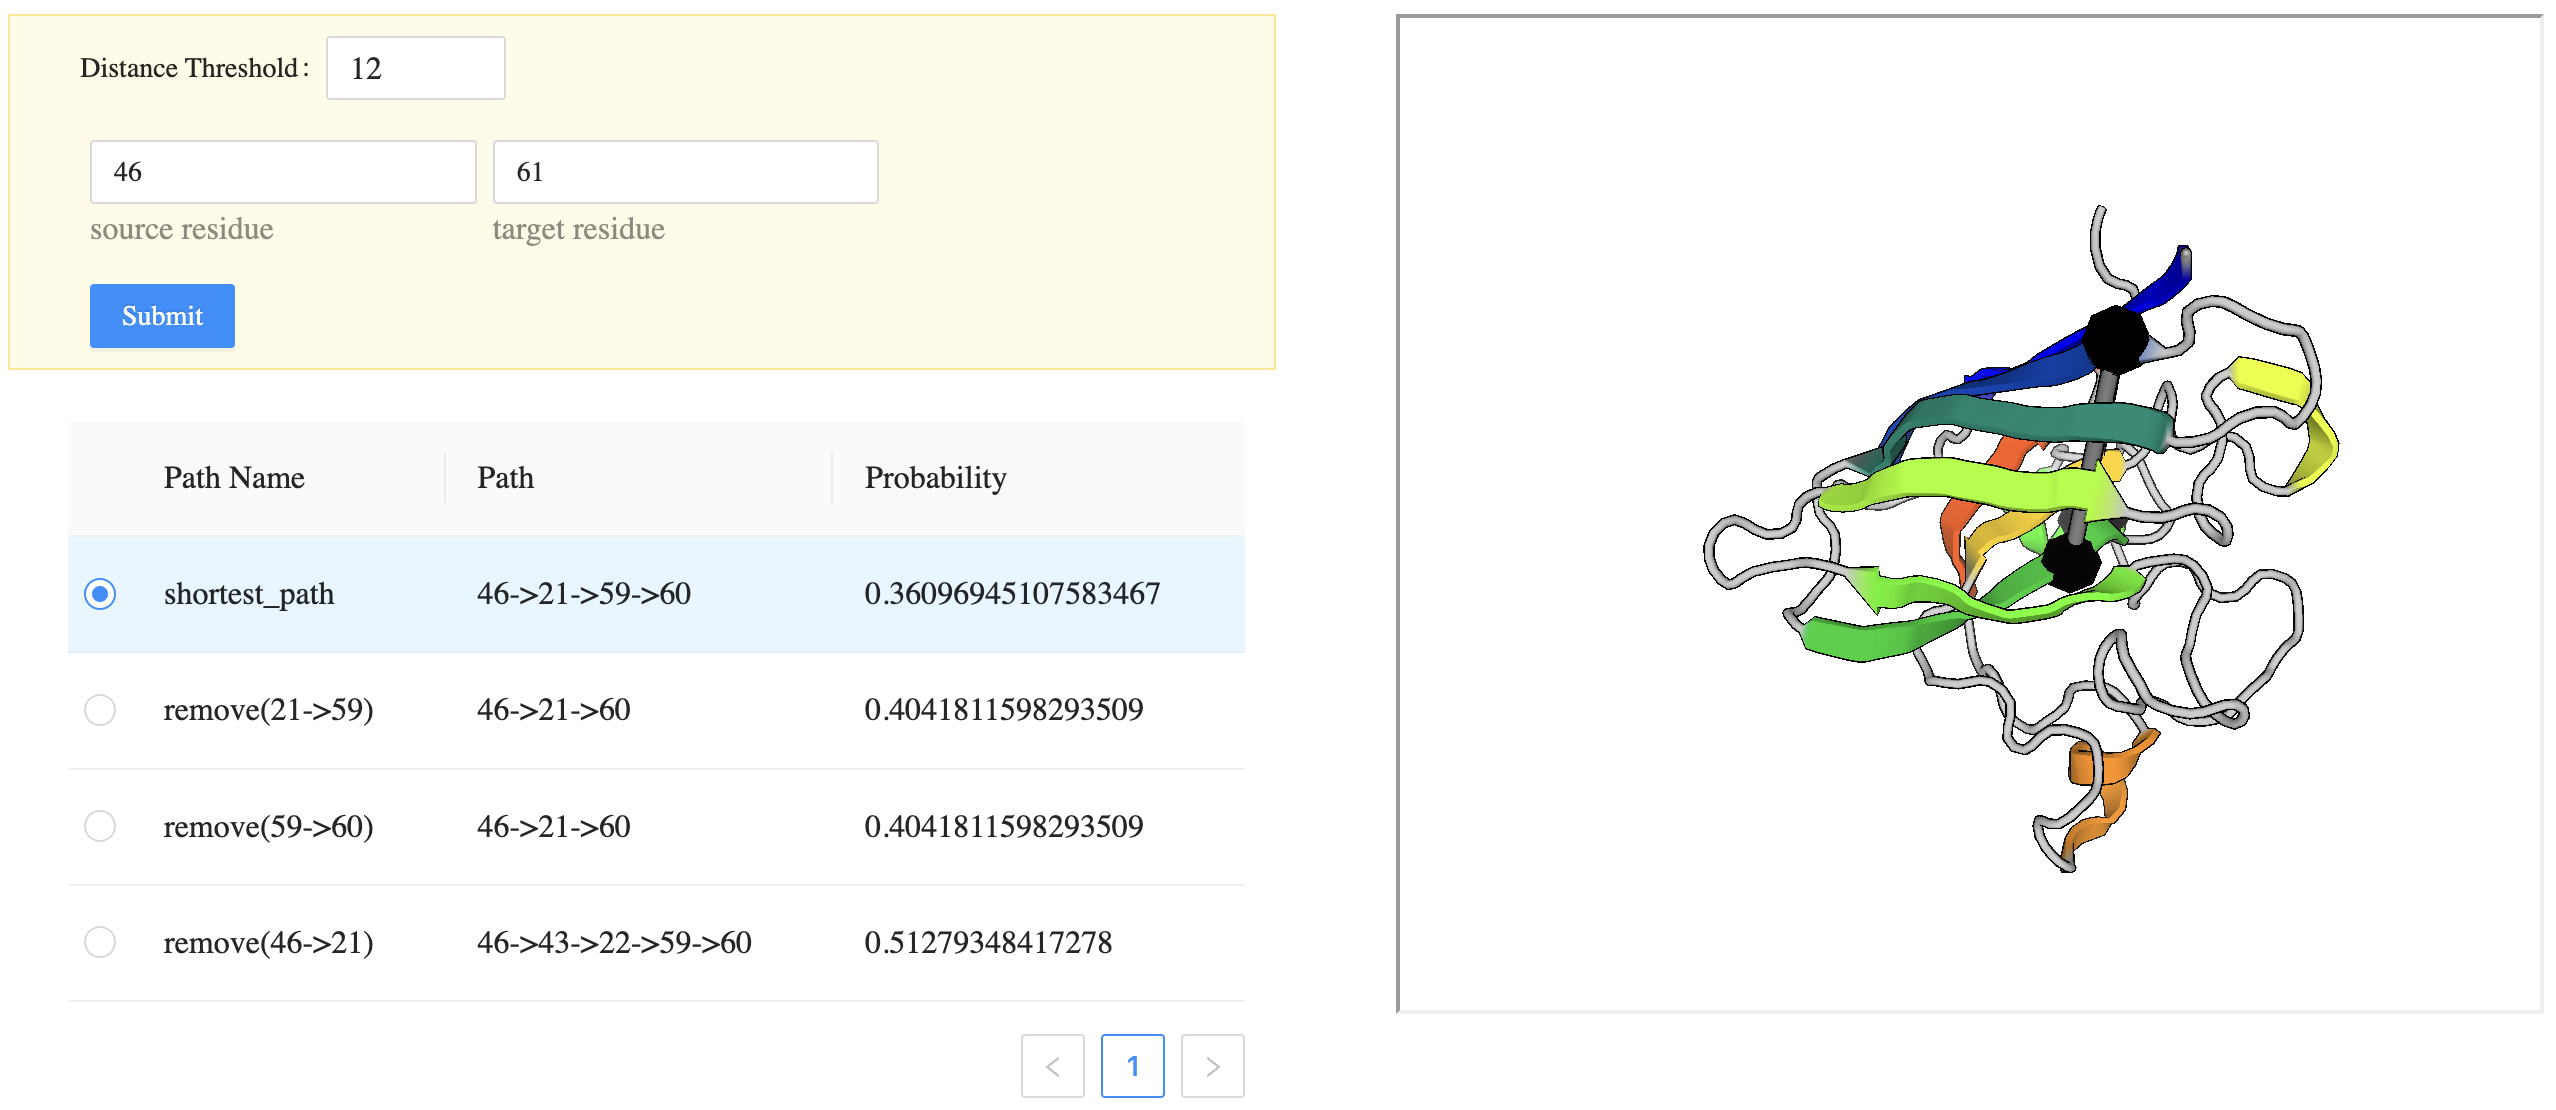 Distance Threshold: 12
46 61
source residue target residue
Submit
Path Name Path Probability
shortest_path 46->21->59->60 0.36096945107583467
remove(21->59) 46->21->60 0.4041811598293509
remove(59->60) 46->21->60 0.4041811598293509
remove(46->21) 46->43->22->59->60 0.51279348417278
< 1 >